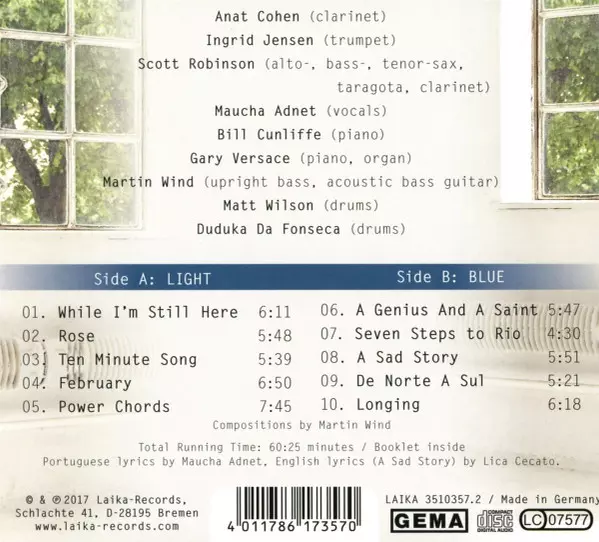 Anat Cohen (clarinet)
Ingrid Jensen (trumpet)
Scott Robinson (alto-, bass-, tenor-sax,
taragota, clarinet)
Maucha Adnet (vocals)
Bill Cunliffe (piano)
Gary Versace (piano, organ)
Martin Wind (upright bass, acoustic bass guitar)
Matt Wilson (drums)
Duduka Da Fonseca (drums)
Side A: LIGHT
01. While I'm Still Here 6:11
02. Rose 5:48
03. Ten Minute Song 5:39
04. February 6:50
05. Power Chords 7:45
Side B: BLUE
06. A Genius And A Saint 5:47
07. Seven Steps to Rio 4:30
08. A Sad Story 5:51
09. De Norte A Sul 5:21
10. Longing 6:18
Compositions by Martin Wind
Total Running Time: 60:25 minutes / Booklet inside
Portuguese lyrics by Maucha Adnet, English lyrics (A Sad Story) by Lica Cecato.
© & ℗ 2017 Laika-Records,
Schlachte 41, D-28195 Bremen
www.laika-records.com
4 011786 173570
LAIKA 3510357.2 / Made in Germany
GEMA
COMPACT
disc
DIGITAL AUDIO
LC 07577